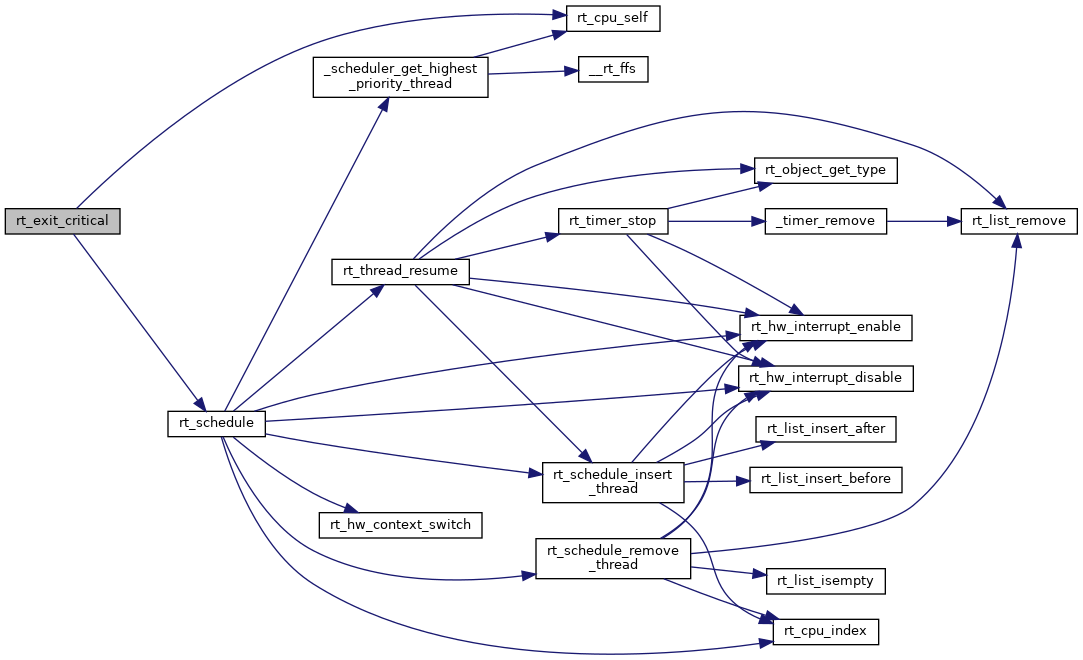 rt_cpu_self
_scheduler_get_highest
_priority_thread
__rt_ffs
rt_object_get_type
rt_exit_critical
rt_timer_stop
_timer_remove
rt_list_remove
rt_thread_resume
rt_hw_interrupt_enable
rt_hw_interrupt_disable
rt_schedule
rt_list_insert_after
rt_schedule_insert
_thread
rt_list_insert_before
rt_hw_context_switch
rt_schedule_remove
_thread
rt_list_isempty
rt_cpu_index